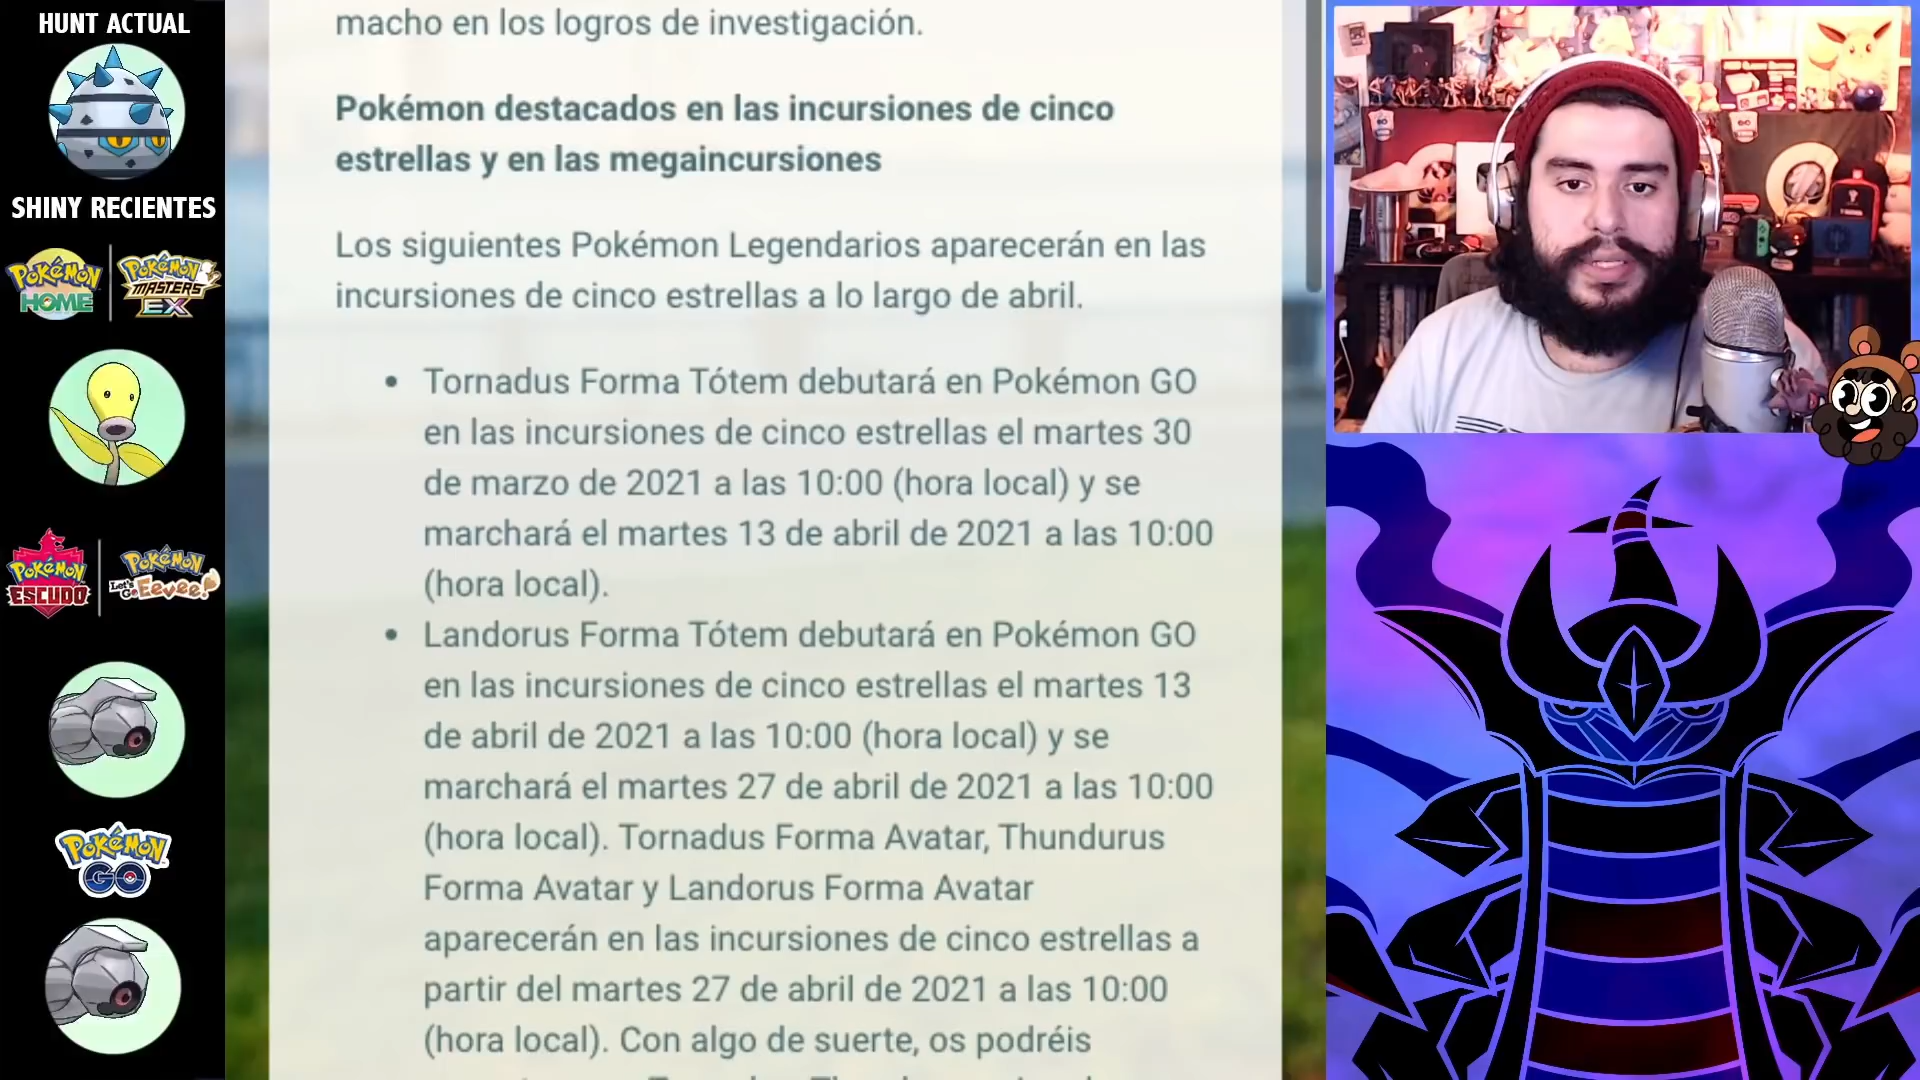 HUNT ACTUAL
SHINY RECIENTES
POKéMON
HOME
POKéMON
MASTERS
EX
POKéMON
ESCUDO
POKéMON
Let's Go
Eevee!
POKéMON
GO
macho en los logros de investigación.
Pokémon destacados en las incursiones de cinco
estrellas y en las megaincursiones
Los siguientes Pokémon Legendarios aparecerán en las
incursiones de cinco estrellas a lo largo de abril.
• Tornadus Forma Tótem debutará en Pokémon GO
en las incursiones de cinco estrellas el martes 30
de marzo de 2021 a las 10:00 (hora local) y se
marchará el martes 13 de abril de 2021 a las 10:00
(hora local).
• Landorus Forma Tótem debutará en Pokémon GO
en las incursiones de cinco estrellas el martes 13
de abril de 2021 a las 10:00 (hora local) y se
marchará el martes 27 de abril de 2021 a las 10:00
(hora local). Tornadus Forma Avatar, Thundurus
Forma Avatar y Landorus Forma Avatar
aparecerán en las incursiones de cinco estrellas a
partir del martes 27 de abril de 2021 a las 10:00
(hora local). Con algo de suerte, os podréis